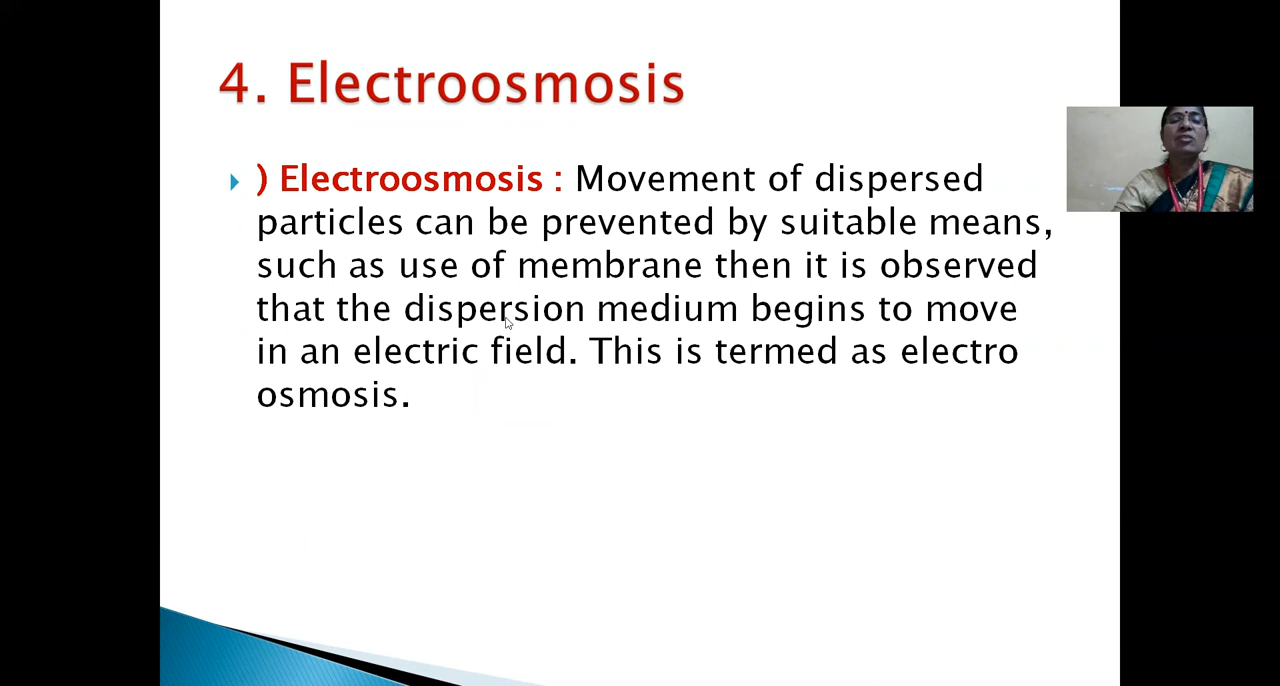 4. Electroosmosis
) Electroosmosis : Movement of dispersed
particles can be prevented by suitable means,
such as use of membrane then it is observed
that the dispersion medium begins to move
in an electric field. This is termed as electro
osmosis.